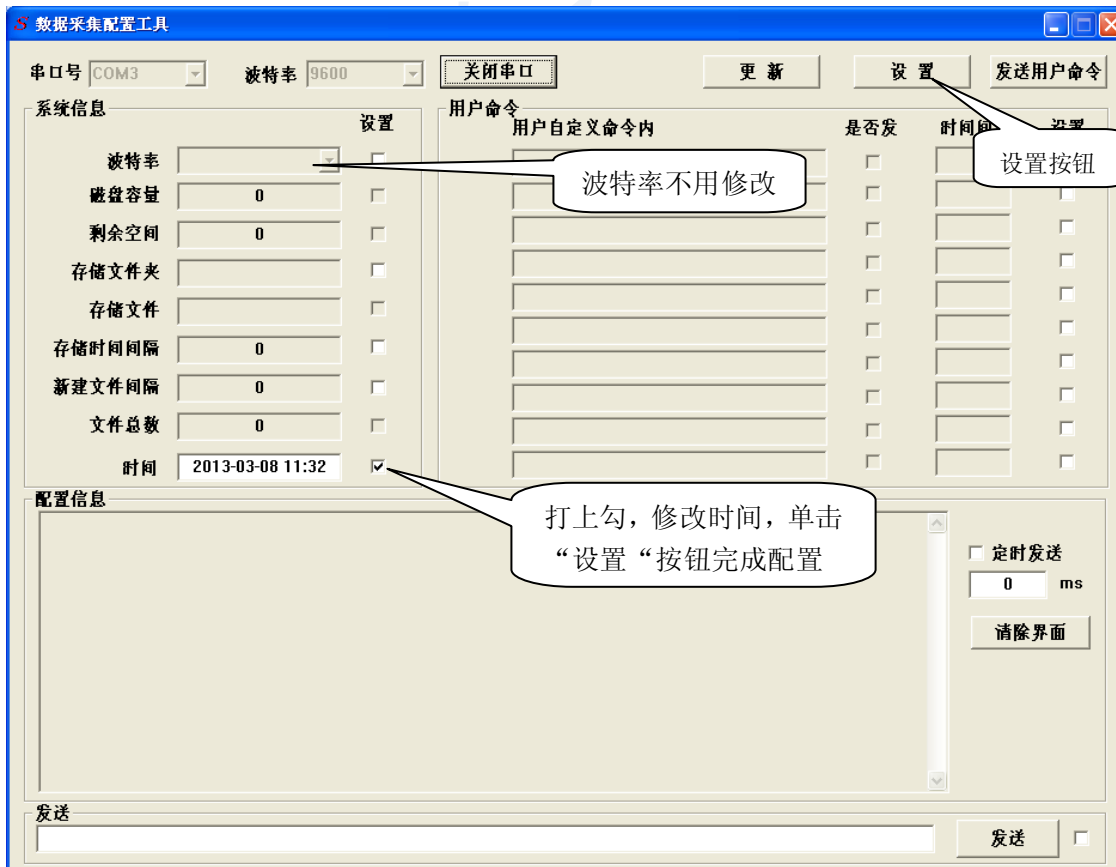 S 数据采集配置工具
串口号 COM3 波特率 9600 关闭串口 更 新 设 置 发送用户命令
系统信息
设置
波特率
磁盘容量 0
剩余空间 0
存储文件夹
存储文件
存储时间间隔 0
新建文件间隔 0
文件总数 0
时间 2013-03-08 11:32
用户命令
用户自定义命令内 是否发 时间间 设置
波特率不用修改
设置按钮
打上勾，修改时间，单击
“设置“按钮完成配置
配置信息
定时发送
0 ms
清除界面
发送
发送